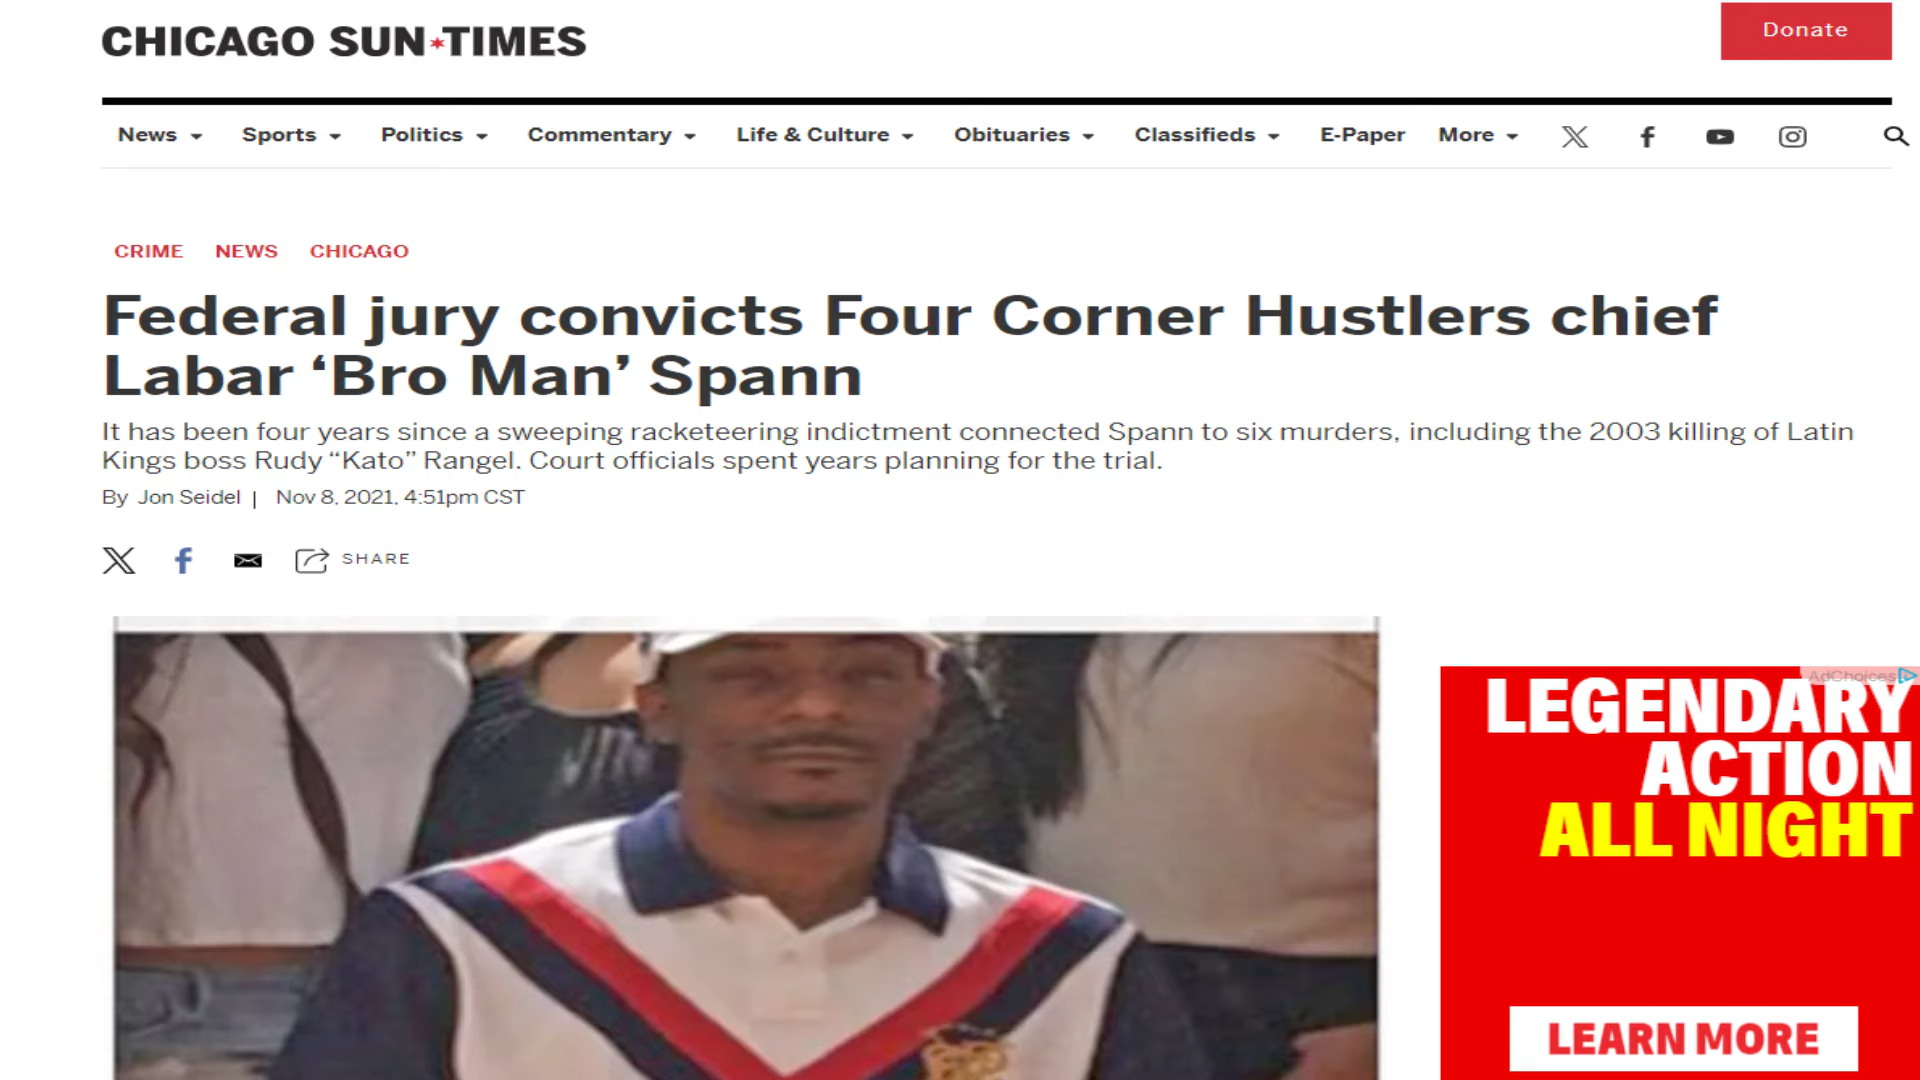 CHICAGO SUN★TIMES
Donate
News Sports Politics Commentary Life & Culture Obituaries Classifieds E-Paper More
CRIME NEWS CHICAGO
Federal jury convicts Four Corner Hustlers chief
Labar ‘Bro Man’ Spann
It has been four years since a sweeping racketeering indictment connected Spann to six murders, including the 2003 killing of Latin
Kings boss Rudy “Kato” Rangel. Court officials spent years planning for the trial.
By Jon Seidel | Nov 8, 2021, 4:51pm CST
SHARE
AdChoices
LEGENDARY
ACTION
ALL NIGHT
LEARN MORE